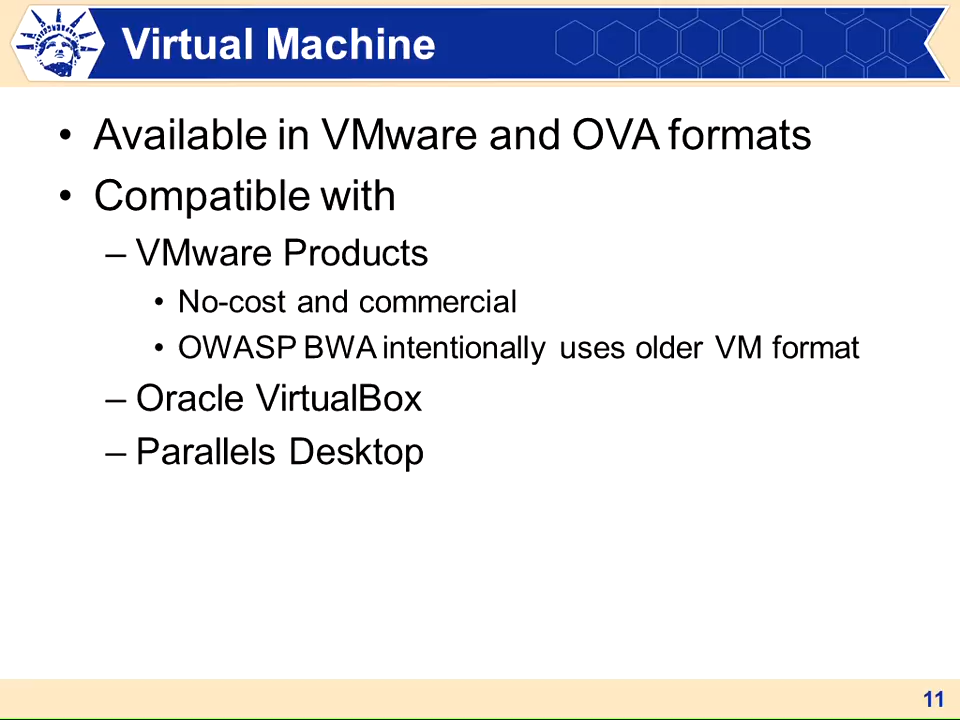 Virtual Machine
• Available in VMware and OVA formats
• Compatible with
– VMware Products
• No-cost and commercial
• OWASP BWA intentionally uses older VM format
– Oracle VirtualBox
– Parallels Desktop
11